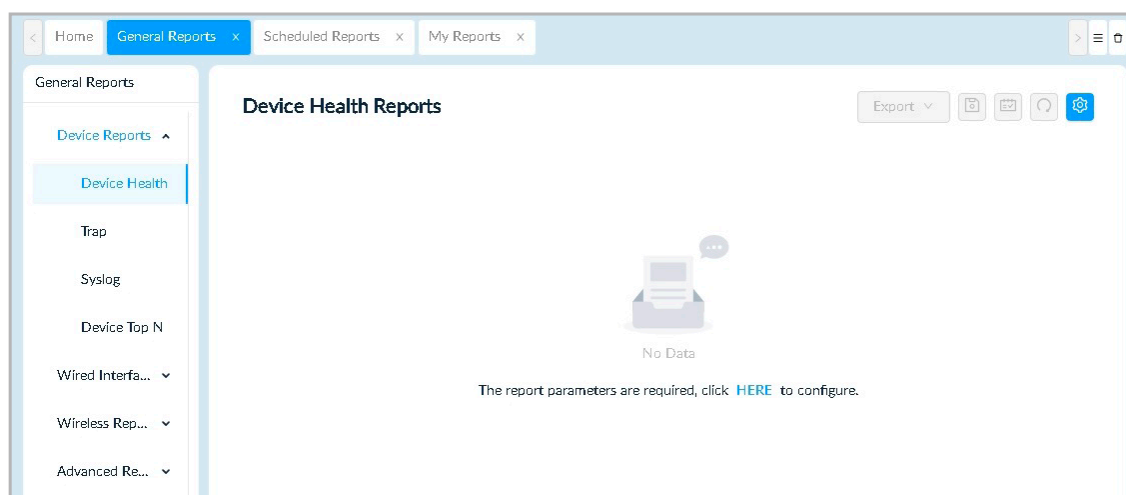 Home General Reports x Scheduled Reports x My Reports x
General Reports
Device Health Reports
Export
Device Reports
Device Health
Trap
Syslog
Device Top N
Wired Interfa...
Wireless Rep...
Advanced Re...
No Data
The report parameters are required, click HERE to configure.